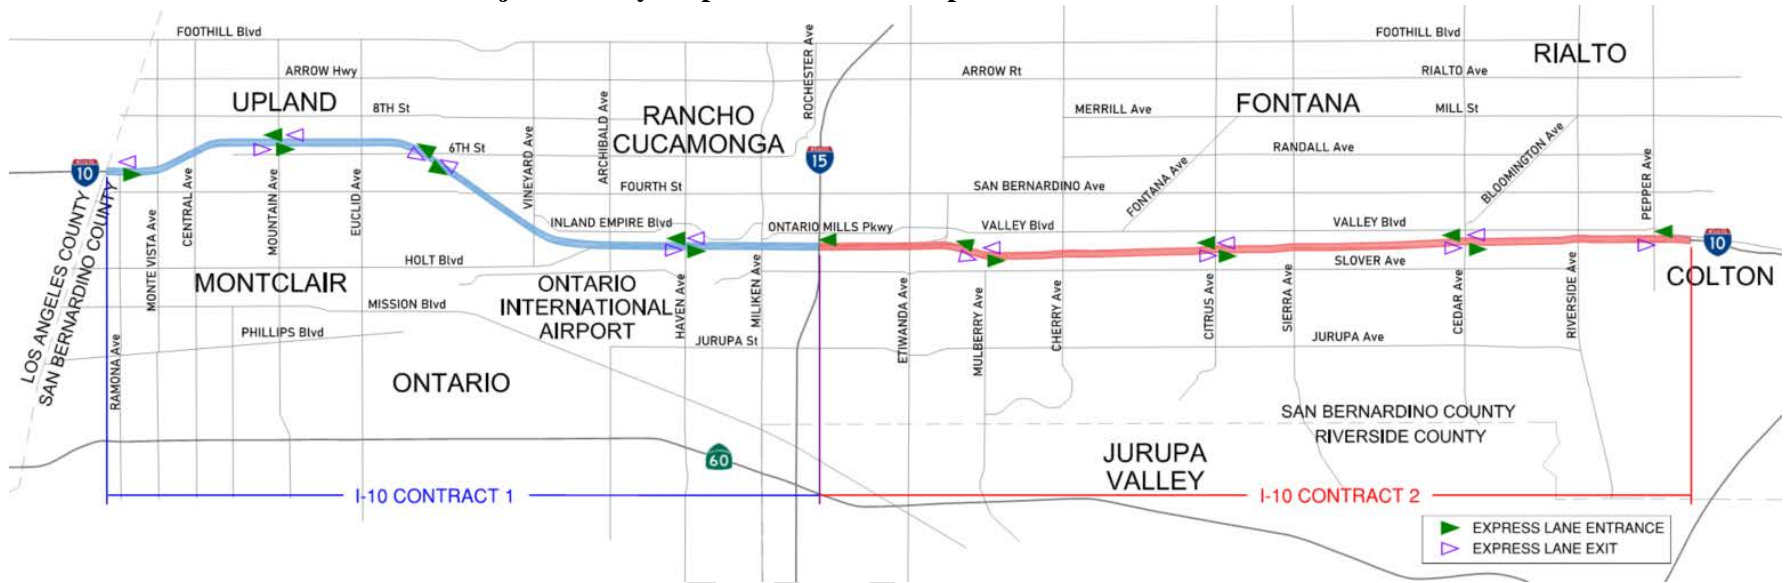 FOOTHILL Blvd
ROCHESTER Ave
FOOTHILL Blvd
RIALTO
ARROW Hwy
ARROW Rt
RIALTO Ave
UPLAND
8TH St
ARCHIBALD Ave
RANCHO
CUCAMONGA
MERRILL Ave
FONTANA
MILL St
6TH St
VINEYARD Ave
15
RANDALL Ave
BLOOMINGTON Ave
10
FOURTH St
SAN BERNARDINO Ave
FONTANA Ave
PEPPER Ave
LOS ANGELES COUNTY
SAN BERNARDINO COUNTY
MONTE VISTA Ave
CENTRAL Ave
MOUNTAIN Ave
EUCLID Ave
INLAND EMPIRE Blvd
ONTARIO MILLS Pkwy
VALLEY Blvd
VALLEY Blvd
10
HOLT Blvd
SLOVER Ave
COLTON
MONTCLAIR
ONTARIO
INTERNATIONAL
AIRPORT
MISSION Blvd
HAVEN Ave
MILIKEN Ave
ETIWANDA Ave
MULBERRY Ave
CHERRY Ave
CITRUS Ave
SIERRA Ave
CEDAR Ave
RIVERSIDE Ave
PHILLIPS Blvd
JURUPA St
JURUPA Ave
RAMONA Ave
ONTARIO
SAN BERNARDINO COUNTY
RIVERSIDE COUNTY
60
JURUPA
VALLEY
I-10 CONTRACT 1
I-10 CONTRACT 2
EXPRESS LANE ENTRANCE
EXPRESS LANE EXIT